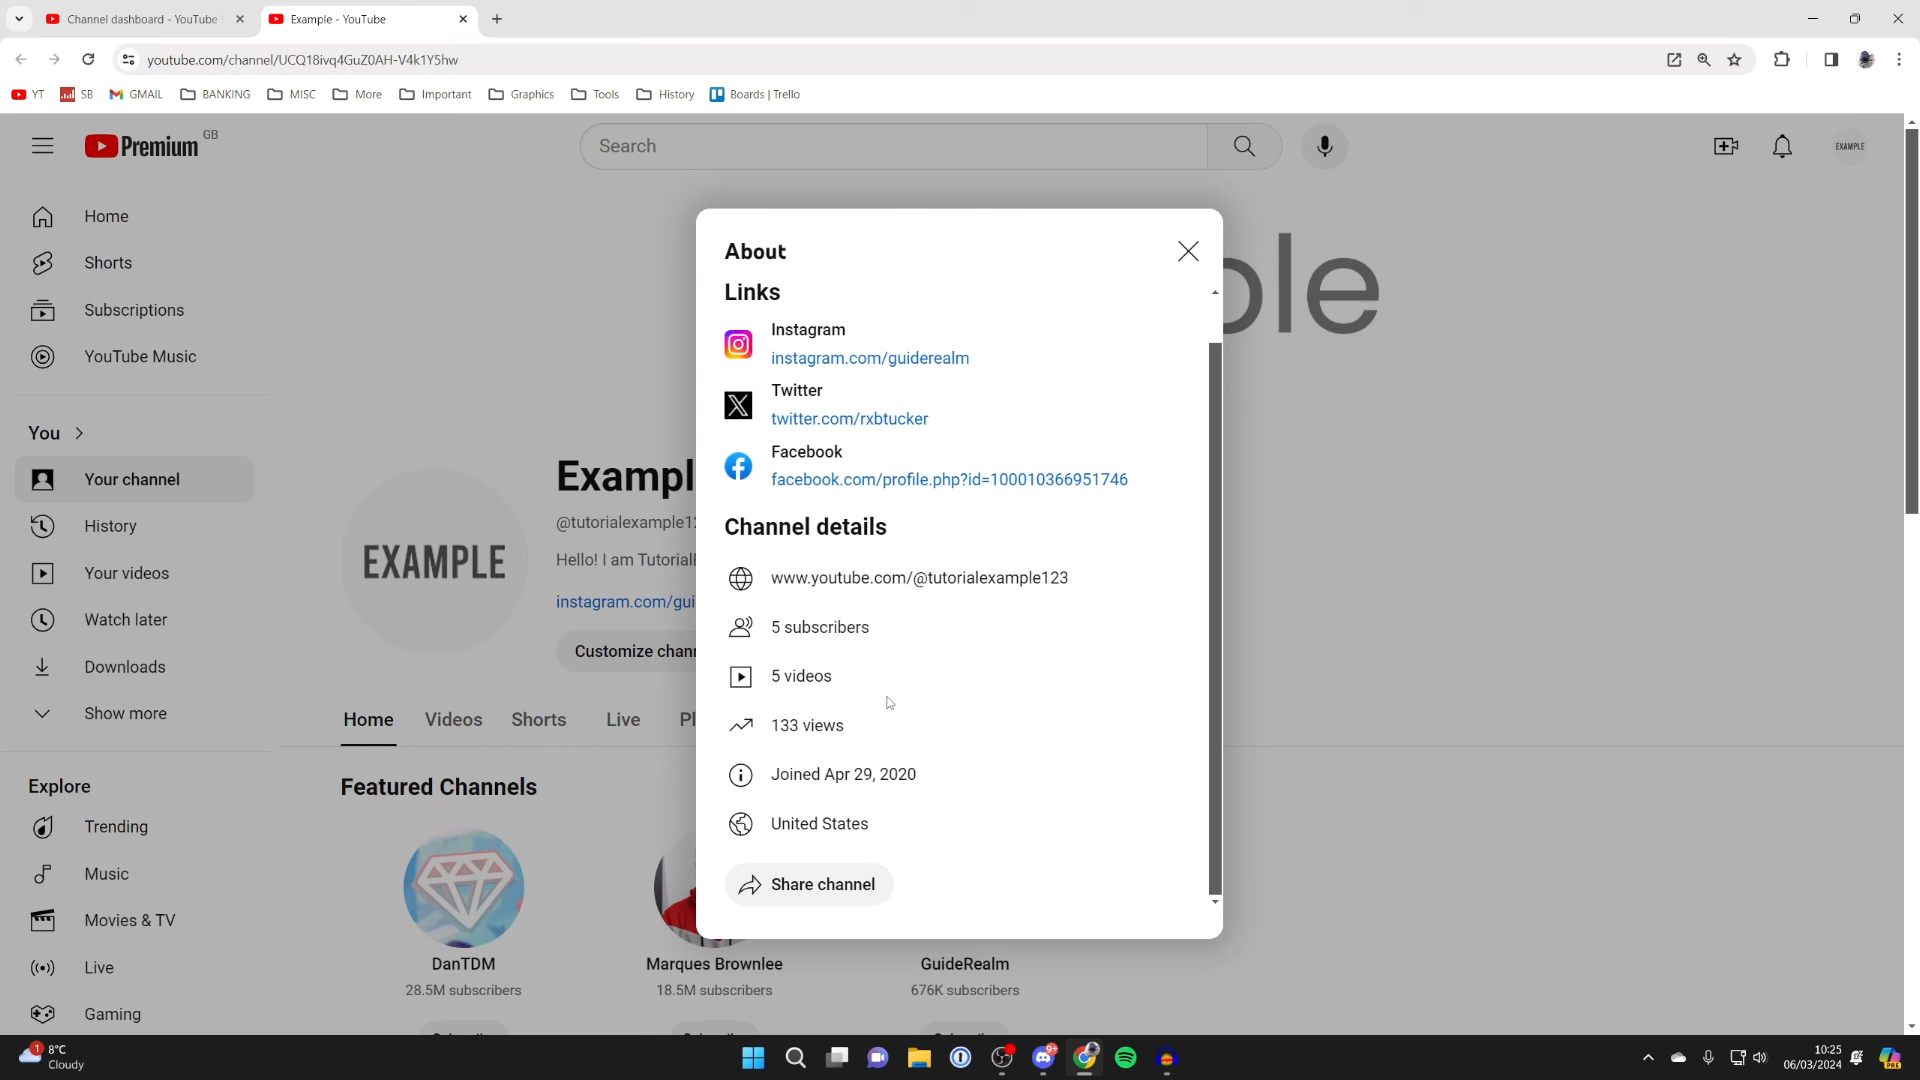 Channel dashboard - YouTube
Example - YouTube
youtube.com/channel/UCQ18ivq4GuZ0AH-V4k1Y5hw
YT
SB
GMAIL
BANKING
MISC
More
Important
Graphics
Tools
History
Boards | Trello
Premium
GB
Search
EXAMPLE
Home
Shorts
Subscriptions
YouTube Music
You
Your channel
History
Your videos
Watch later
Downloads
Show more
Explore
Trending
Music
Movies & TV
Live
Gaming
ple
EXAMPLE
Exampl
@tutorialexample12
Hello! I am Tutorial
instagram.com/gui
Customize chan
Home
Videos
Shorts
Live
Pl
Featured Channels
DanTDM
28.5M subscribers
Marques Brownlee
18.5M subscribers
GuideRealm
676K subscribers
About
Links
Instagram
instagram.com/guiderealm
Twitter
twitter.com/rxbtucker
Facebook
facebook.com/profile.php?id=100010366951746
Channel details
www.youtube.com/@tutorialexample123
5 subscribers
5 videos
133 views
Joined Apr 29, 2020
United States
Share channel
1
8°C
Cloudy
9+
10:25
06/03/2024
PRE